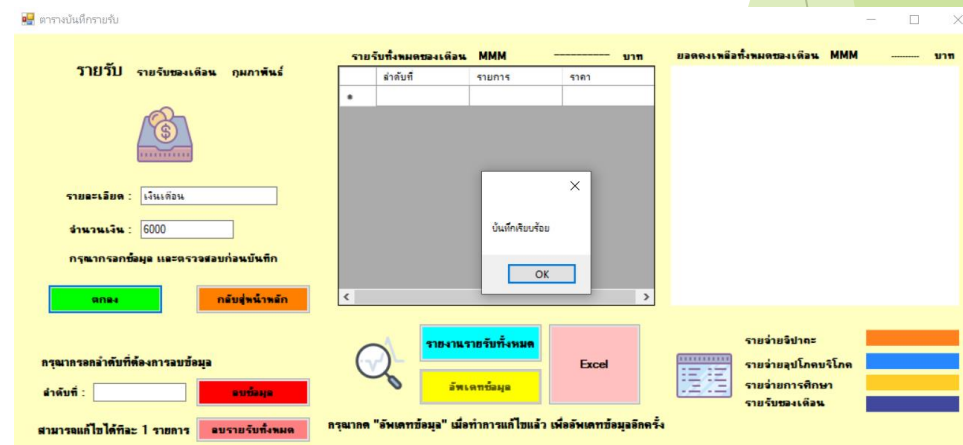 ตารางบันทึกรายรับ
รายรับ รายรับของเดือน กุมภาพันธ์
รายละเอียด : เงินเดือน
จำนวนเงิน : 6000
กรุณากรอกข้อมูล และตรวจสอบก่อนบันทึก
ตกลง กลับสู่หน้าหลัก
กรุณากรอกลำดับที่ต้องการลบข้อมูล
ลำดับที่ : ลบข้อมูล
สามารถแก้ไขได้ทีละ 1 รายการ ลบรายรับทั้งหมด
รายรับทั้งหมดของเดือน MMM ---------- บาท
ลำดับที่ รายการ ราคา
บันทึกเรียบร้อย
OK
รายงานรายรับทั้งหมด
อัพเดทข้อมูล
Excel
กรุณากด "อัพเดทข้อมูล" เมื่อทำการแก้ไขแล้ว เพื่ออัพเดทข้อมูลอีกครั้ง
ยอดคงเหลือทั้งหมดของเดือน MMM -------- บาท
รายจ่ายจิปาถะ
รายจ่ายอุปโภคบริโภค
รายจ่ายการศึกษา
รายรับของเดือน